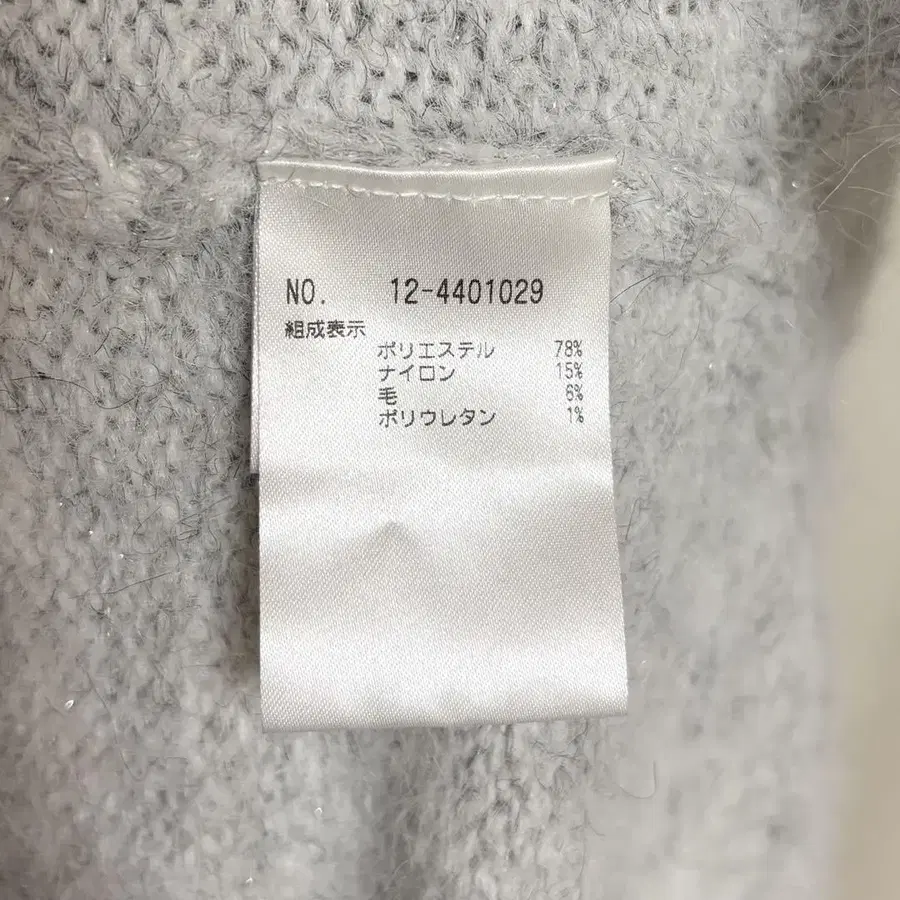 NO. 12-4401029
組成表示
ポリエステル 78%
ナイロン 15%
毛 6%
ポリウレタン 1%